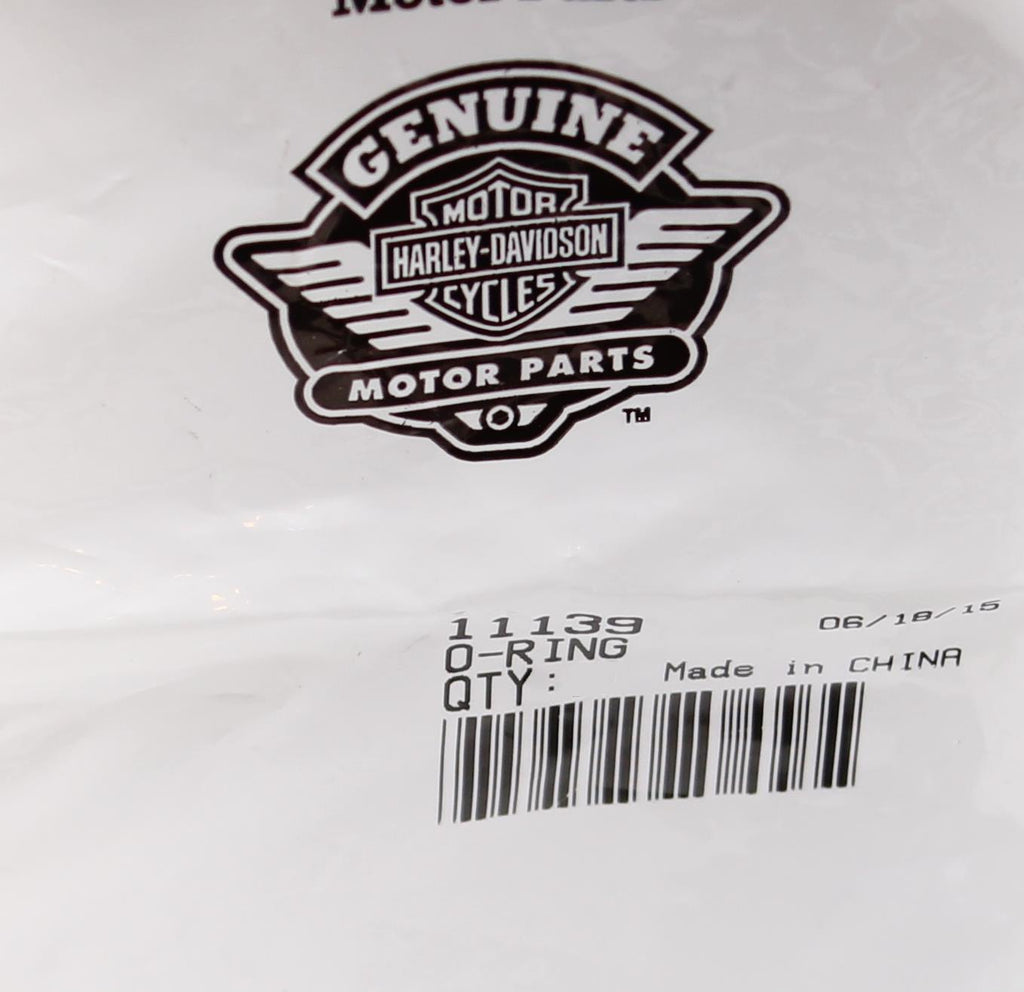 GENUINE
MOTOR
HARLEY-DAVIDSON
CYCLES
MOTOR PARTS
TM
11139 06/18/15
O-RING
QTY: Made in CHINA